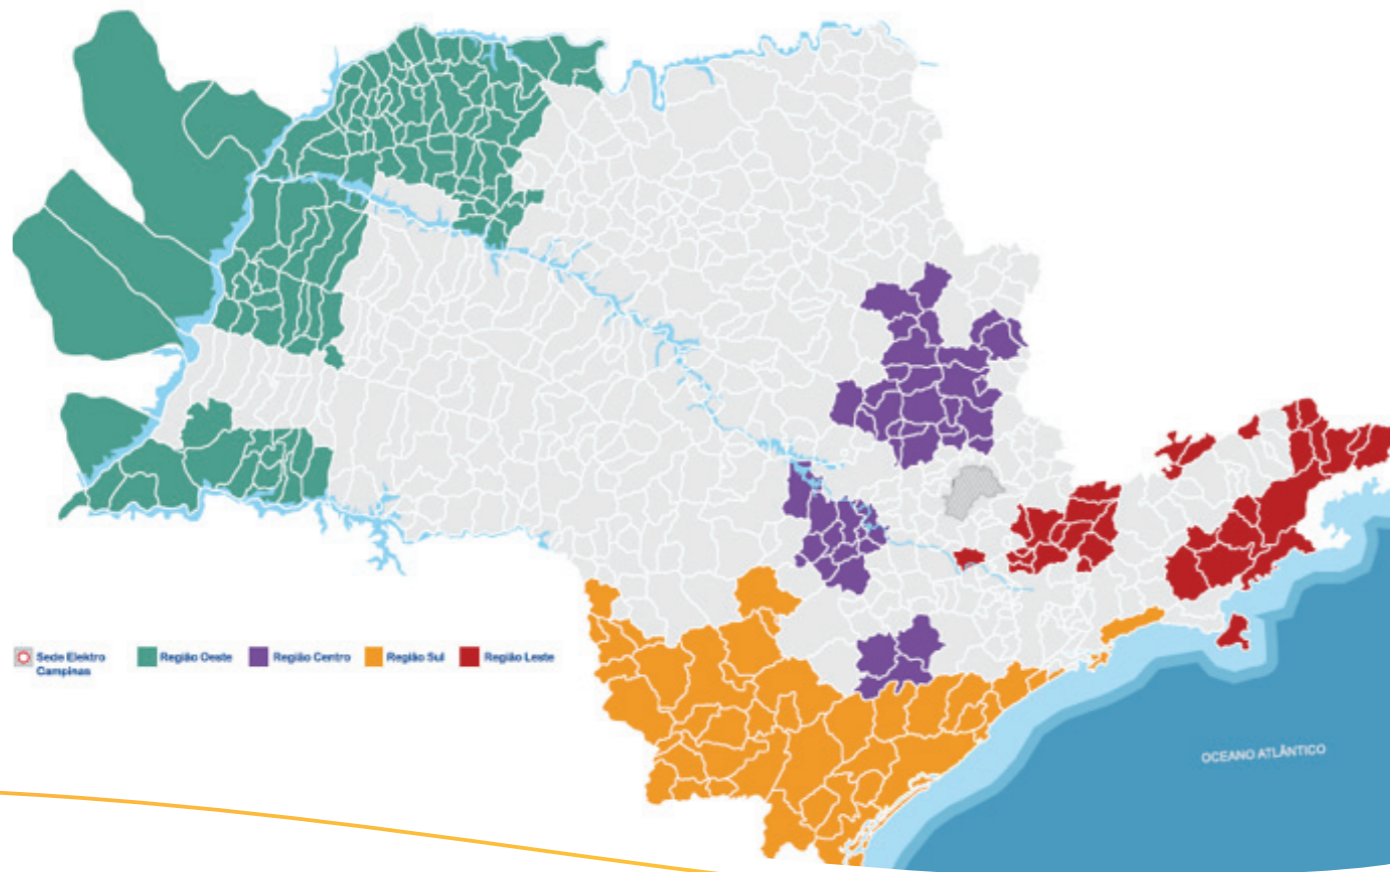 Sede Elektro
Campinas
Região Oeste
Região Centro
Região Sul
Região Leste
OCEANO ATLÂNTICO